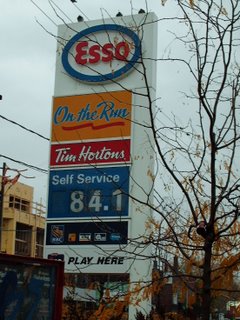 Esso
On the Run
Tim Hortons
Self Service
84.1
PLAY HERE